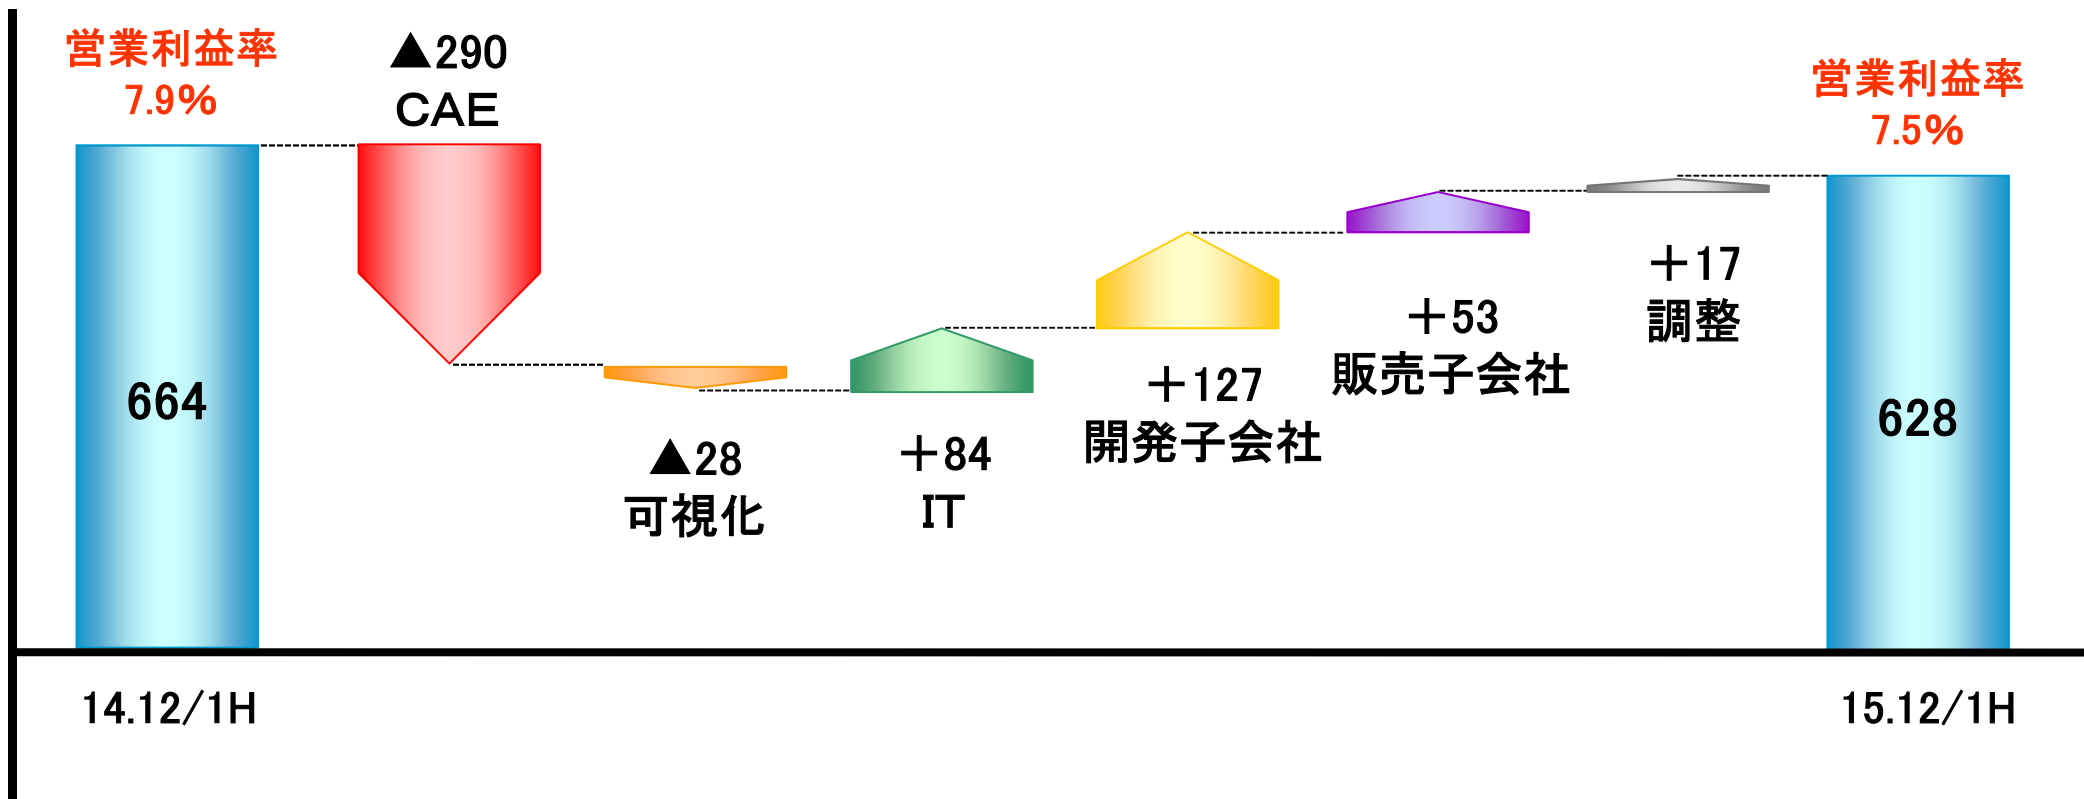 営業利益率
7.9%
▲290
CAE
664
▲28
可視化
＋84
IT
＋127
開発子会社
＋53
販売子会社
＋17
調整
営業利益率
7.5%
628
14.12/1H
15.12/1H